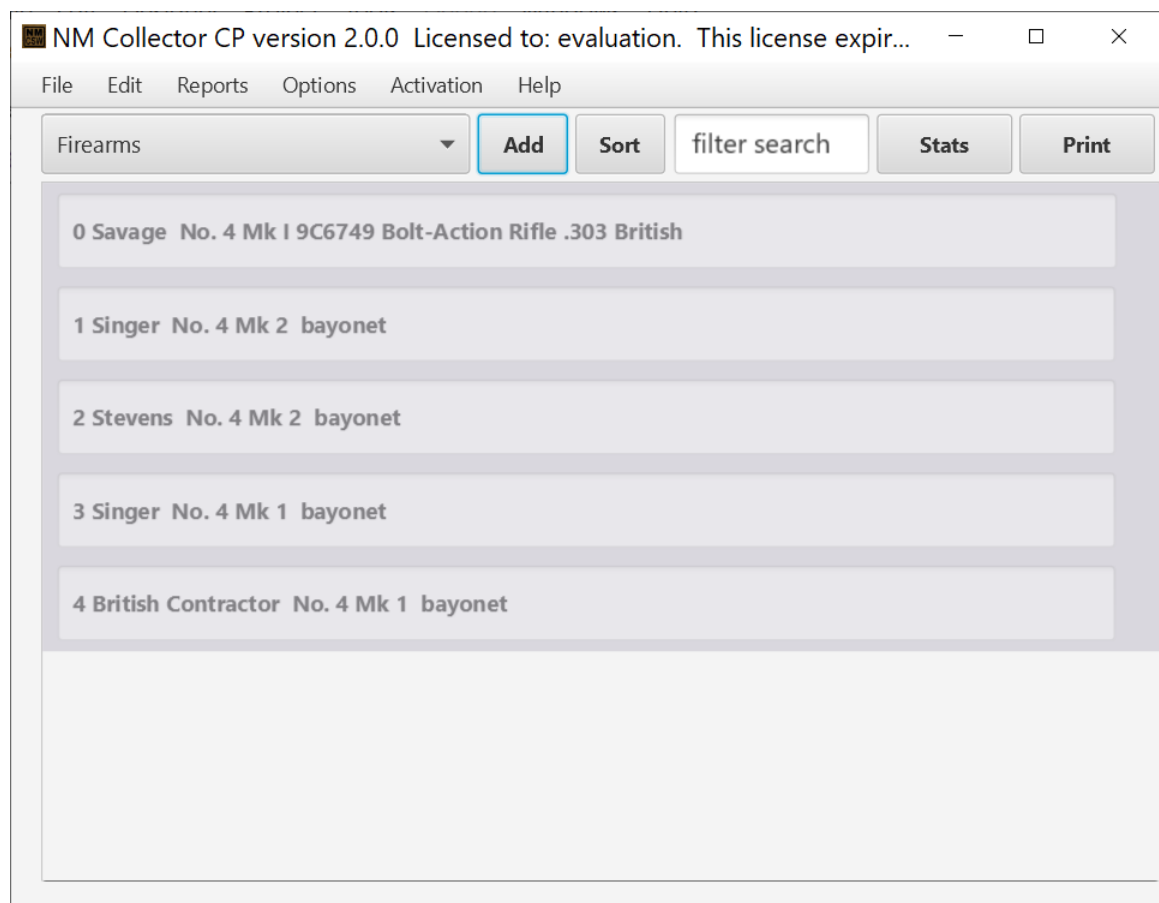 NM Collector CP version 2.0.0 Licensed to: evaluation. This license expir...
File Edit Reports Options Activation Help
Firearms Add Sort filter search Stats Print
0 Savage No. 4 Mk I 9C6749 Bolt-Action Rifle .303 British
1 Singer No. 4 Mk 2 bayonet
2 Stevens No. 4 Mk 2 bayonet
3 Singer No. 4 Mk 1 bayonet
4 British Contractor No. 4 Mk 1 bayonet